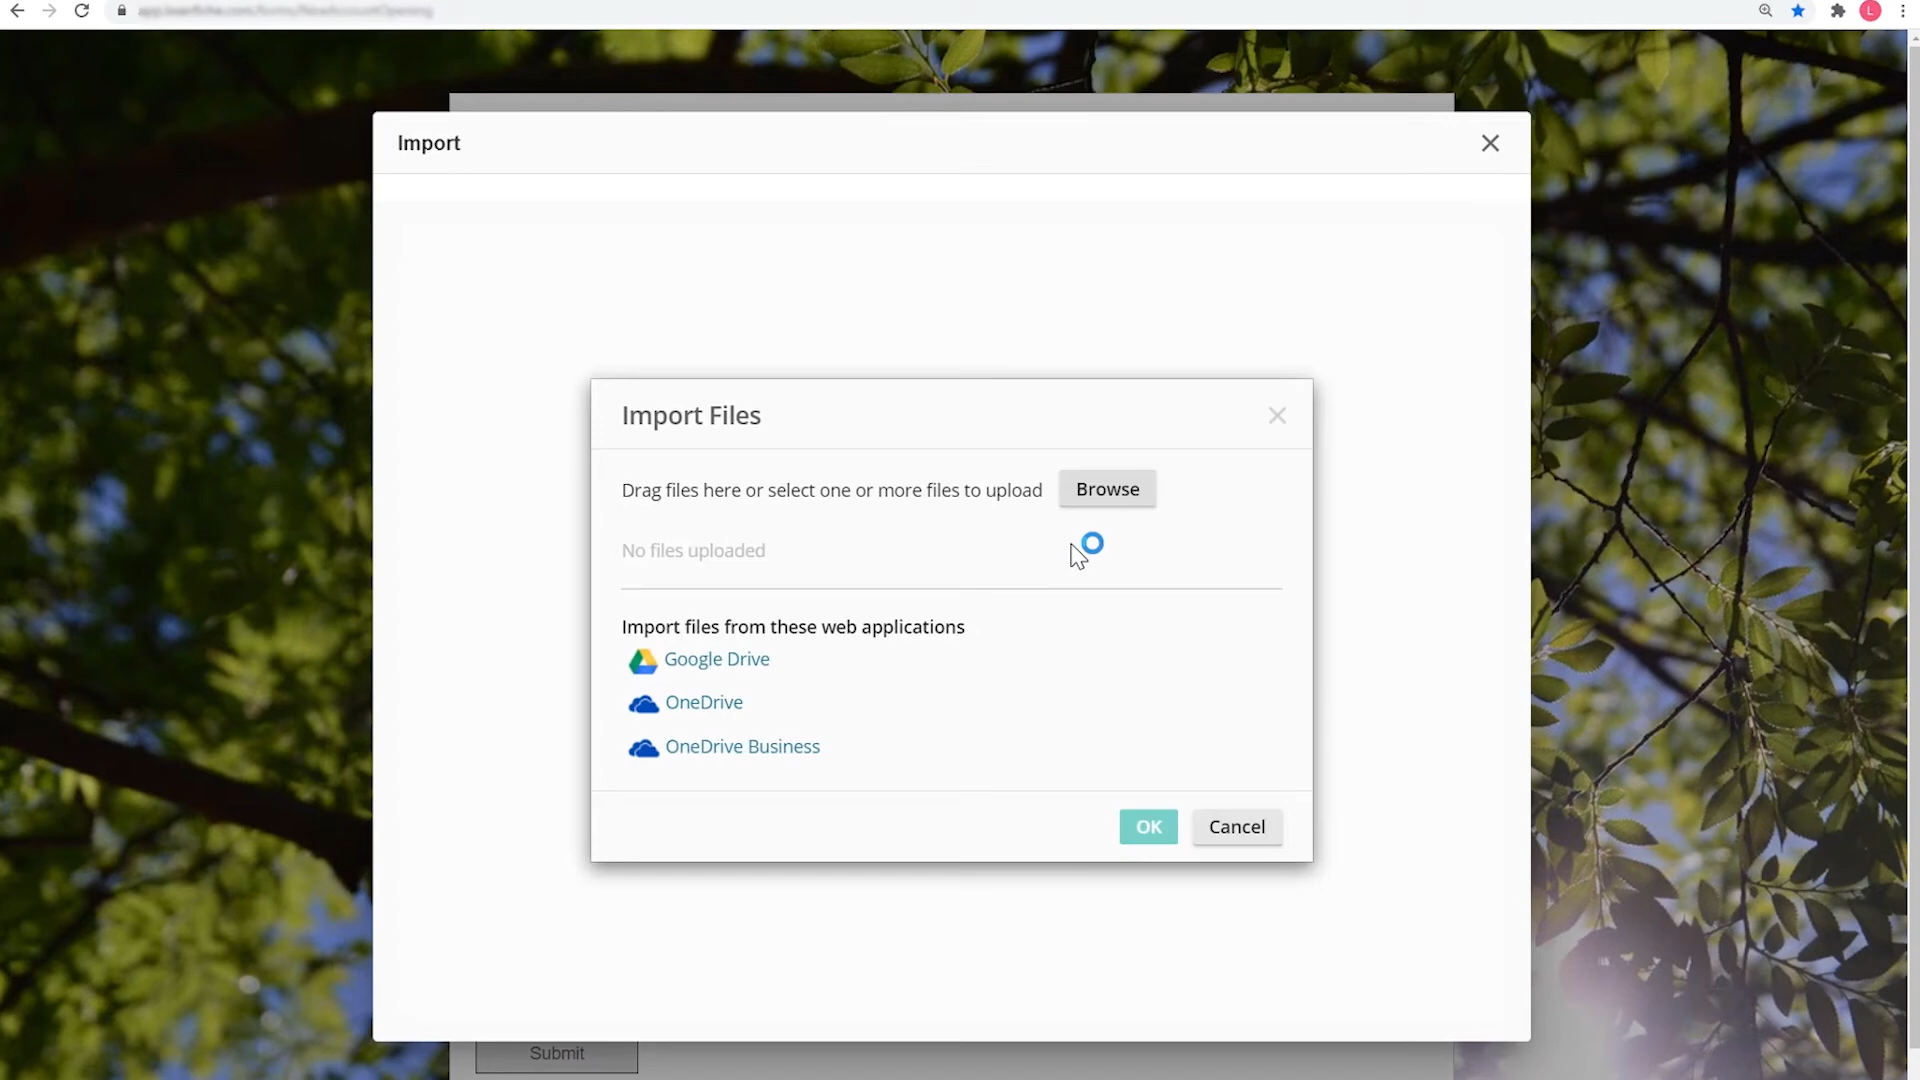 L
Import
Import Files
Drag files here or select one or more files to upload Browse
No files uploaded
Import files from these web applications
Google Drive
OneDrive
OneDrive Business
OK Cancel
Submit